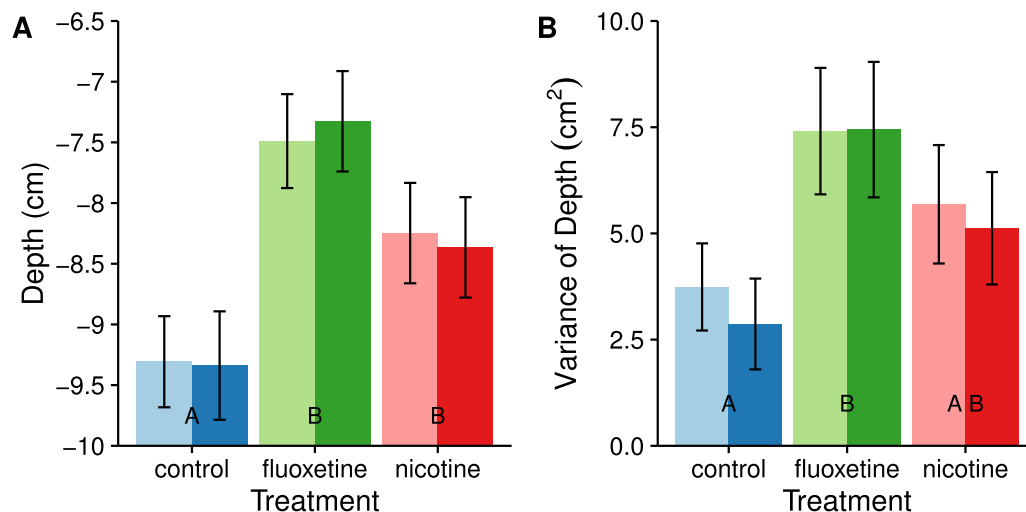 A
Depth (cm)
−6.5
−7
−7.5
−8
−8.5
−9
−9.5
−10
A
B
B
control
fluoxetine
nicotine
Treatment
B
Variance of Depth (cm²)
10.0
7.5
5.0
2.5
0.0
A
B
A B
control
fluoxetine
nicotine
Treatment